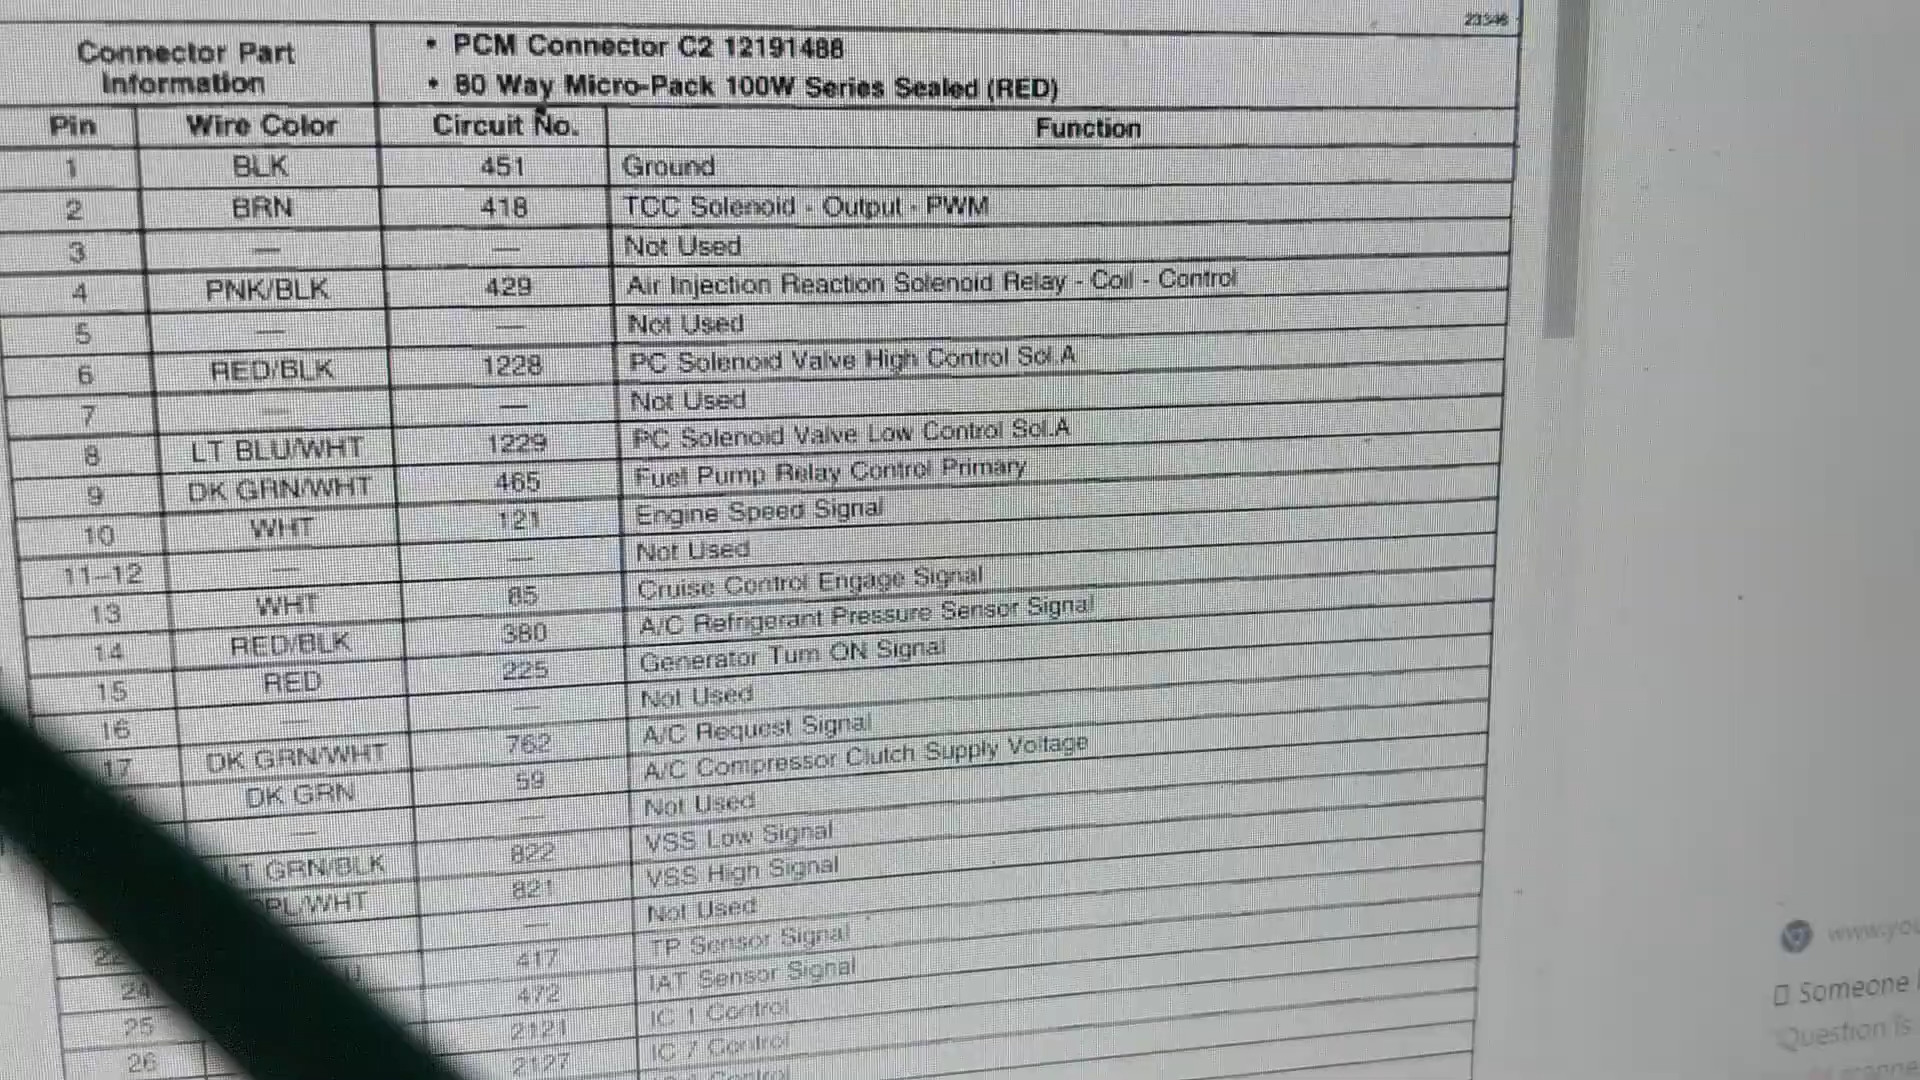 23348
Connector Part Information
• PCM Connector C2 12191488
• 80 Way Micro-Pack 100W Series Sealed (RED)
Pin Wire Color Circuit No. Function
1 BLK 451 Ground
2 BRN 418 TCC Solenoid - Output - PWM
3 — — Not Used
4 PNK/BLK 429 Air Injection Reaction Solenoid Relay - Coil - Control
5 — — Not Used
6 RED/BLK 1228 PC Solenoid Valve High Control Sol.A
7 — — Not Used
8 LT BLU/WHT 1229 PC Solenoid Valve Low Control Sol.A
9 DK GRN/WHT 465 Fuel Pump Relay Control Primary
10 WHT 121 Engine Speed Signal
11–12 — — Not Used
13 WHT 85 Cruise Control Engage Signal
14 RED/BLK 380 A/C Refrigerant Pressure Sensor Signal
15 RED 225 Generator Turn ON Signal
16 — — Not Used
17 DK GRN/WHT 762 A/C Request Signal
DK GRN 59 A/C Compressor Clutch Supply Voltage
— — Not Used
LT GRN/BLK 822 VSS Low Signal
PPL/WHT 821 VSS High Signal
— Not Used
417 TP Sensor Signal
24 472 IAT Sensor Signal
25 2121 IC 1 Control
26 2127 IC 7 Control
Control
www.you
Someone
Question is